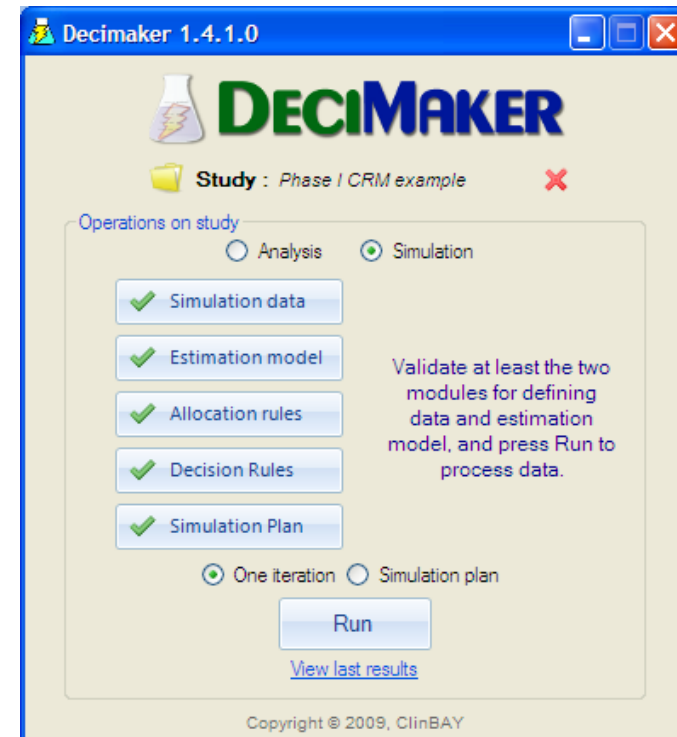 Decimaker 1.4.1.0
DECIMAKER
Study : Phase I CRM example
Operations on study
Analysis Simulation
Simulation data
Estimation model
Allocation rules
Decision Rules
Simulation Plan
Validate at least the two
modules for defining
data and estimation
model, and press Run to
process data.
One iteration Simulation plan
Run
View last results
Copyright © 2009, ClinBAY